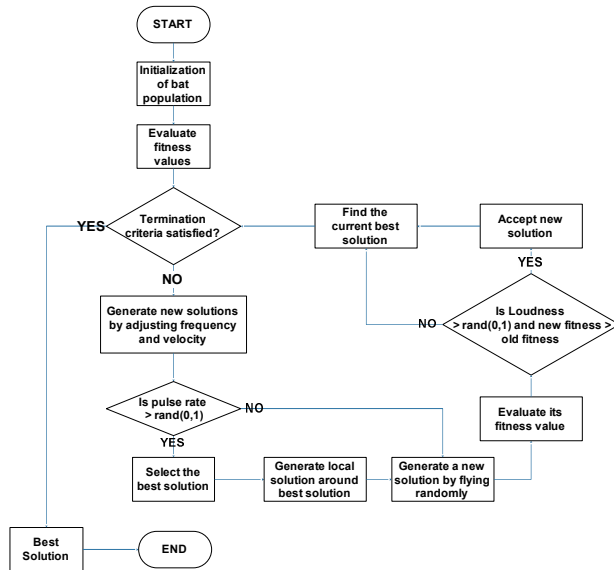 START
Initialization
of bat
population
Evaluate
fitness
values
YES
Termination
criteria satisfied?
Find the
current best
solution
Accept new
solution
NO
YES
Generate new solutions
by adjusting frequency
and velocity
NO
Is Loudness
> rand(0,1) and new fitness >
old fitness
Is pulse rate
> rand(0,1)
NO
Evaluate its
fitness value
YES
Select the
best solution
Generate local
solution around
best solution
Generate a new
solution by flying
randomly
Best
Solution
END